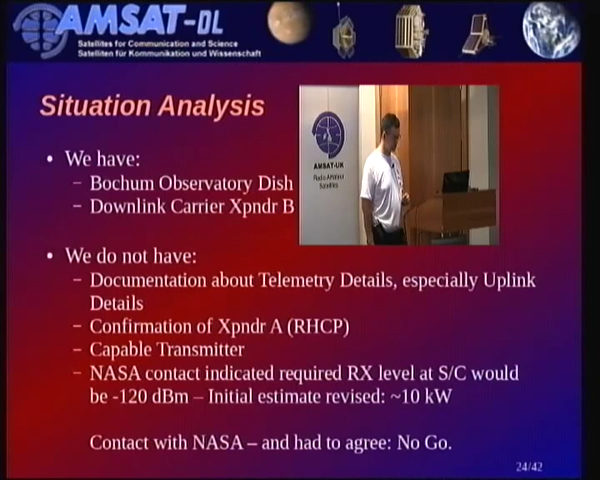 AMSAT-DL
Satellites for Communication and Science
Satelliten für Kommunikation und Wissenschaft
Situation Analysis
• We have:
– Bochum Observatory Dish
– Downlink Carrier Xpndr B
AMSAT-UK
Radio Amateur
Satellites
• We do not have:
– Documentation about Telemetry Details, especially Uplink
Details
– Confirmation of Xpndr A (RHCP)
– Capable Transmitter
– NASA contact indicated required RX level at S/C would
be -120 dBm – Initial estimate revised: ~10 kW
Contact with NASA – and had to agree: No Go.
24/42